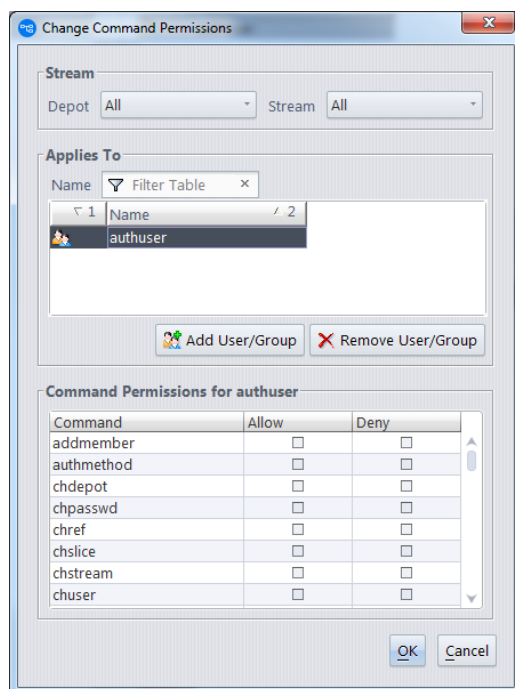 Change Command Permissions
Stream
Depot All Stream All
Applies To
Name Filter Table ×
1 Name 2
authuser
Add User/Group Remove User/Group
Command Permissions for authuser
Command Allow Deny
addmember
authmethod
chdepot
chpasswd
chref
chslice
chstream
chuser
OK Cancel